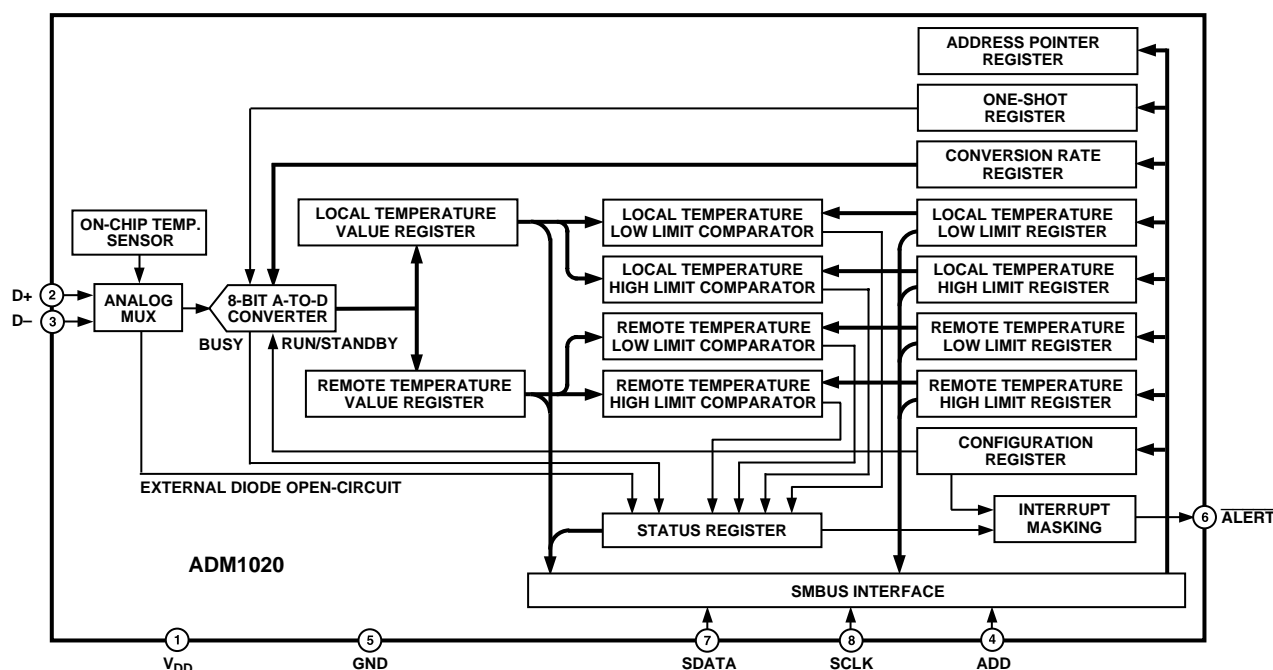 ADDRESS POINTER
REGISTER
ONE-SHOT
REGISTER
CONVERSION RATE
REGISTER
ON-CHIP TEMP.
SENSOR
LOCAL TEMPERATURE
VALUE REGISTER
LOCAL TEMPERATURE
LOW LIMIT COMPARATOR
LOCAL TEMPERATURE
LOW LIMIT REGISTER
D+
2
D–
3
ANALOG
MUX
8-BIT A-TO-D
CONVERTER
LOCAL TEMPERATURE
HIGH LIMIT COMPARATOR
LOCAL TEMPERATURE
HIGH LIMIT REGISTER
BUSY
RUN/STANDBY
REMOTE TEMPERATURE
LOW LIMIT COMPARATOR
REMOTE TEMPERATURE
LOW LIMIT REGISTER
REMOTE TEMPERATURE
VALUE REGISTER
REMOTE TEMPERATURE
HIGH LIMIT COMPARATOR
REMOTE TEMPERATURE
HIGH LIMIT REGISTER
CONFIGURATION
REGISTER
EXTERNAL DIODE OPEN-CIRCUIT
STATUS REGISTER
INTERRUPT
MASKING
6
ALERT
ADM1020
SMBUS INTERFACE
1
5
7
8
4
VDD
GND
SDATA
SCLK
ADD